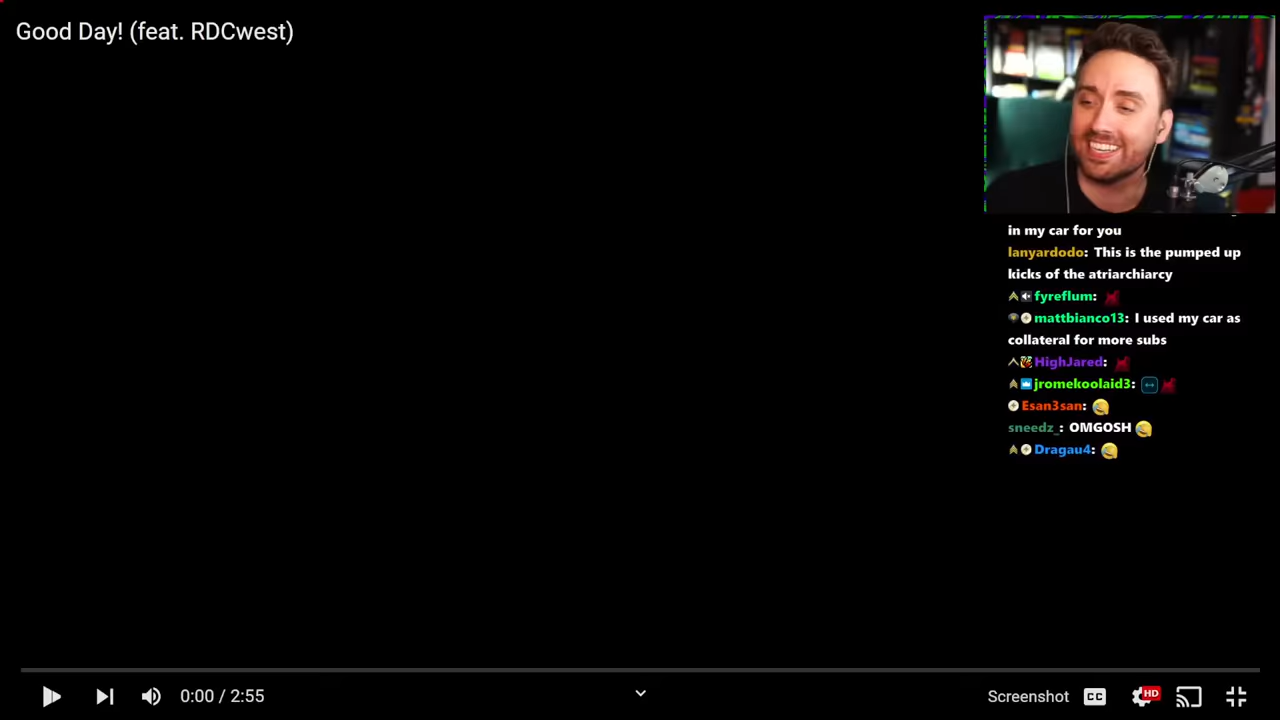 Good Day! (feat. RDCwest)
in my car for you
lanyardodo: This is the pumped up
kicks of the atriarchiarcy
fyreflum:
mattbianco13: I used my car as
collateral for more subs
HighJared:
jromekoolaid3:
Esan3san:
sneedz_: OMGOSH
Dragau4:
0:00 / 2:55
Screenshot
CC
HD